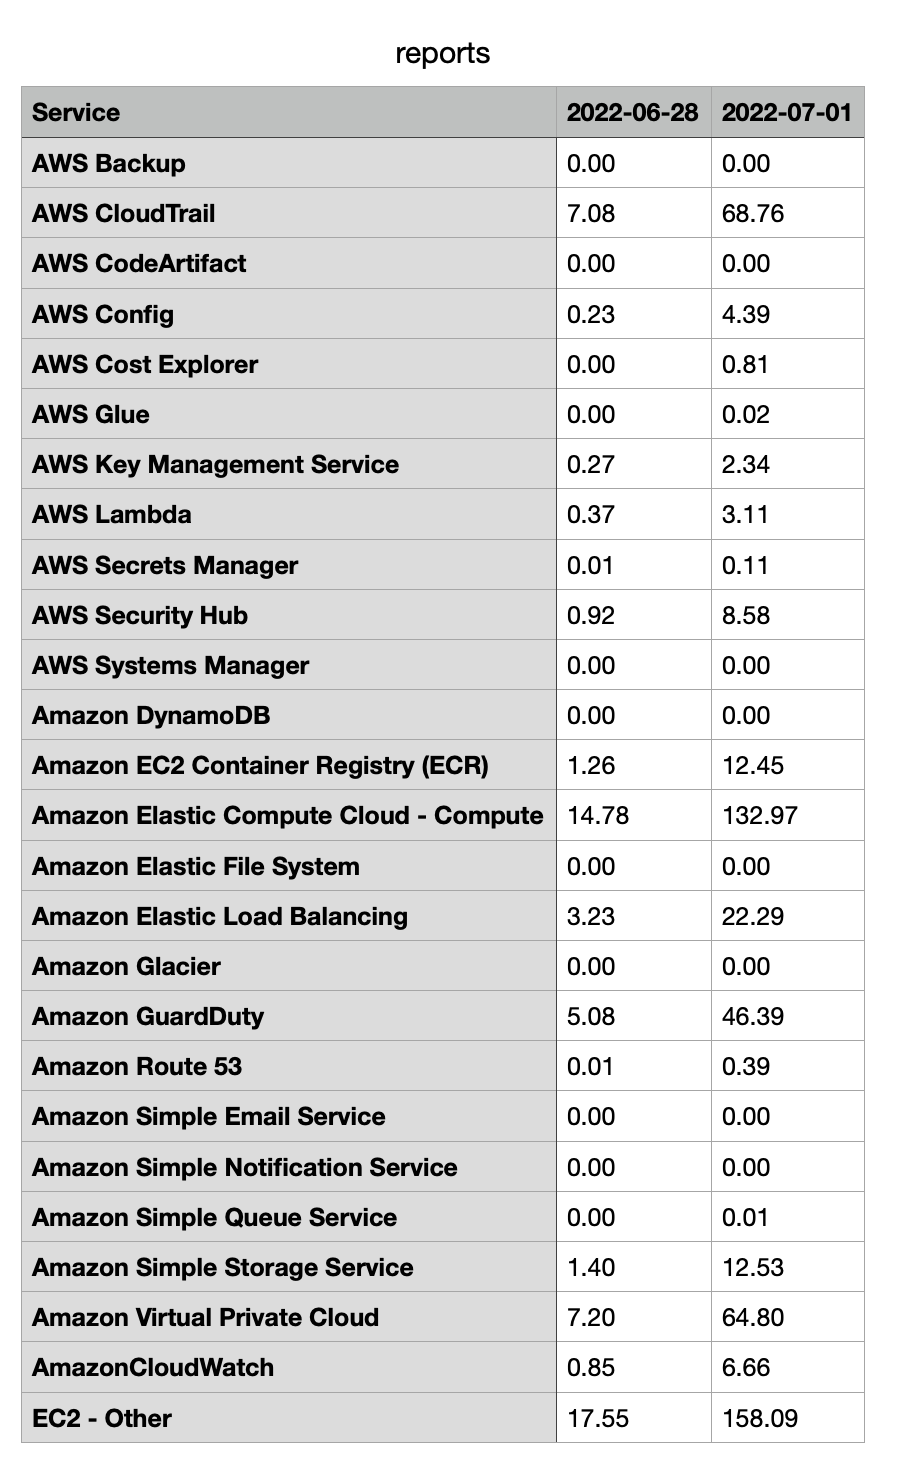 reports
Service 2022-06-28 2022-07-01
AWS Backup 0.00 0.00
AWS CloudTrail 7.08 68.76
AWS CodeArtifact 0.00 0.00
AWS Config 0.23 4.39
AWS Cost Explorer 0.00 0.81
AWS Glue 0.00 0.02
AWS Key Management Service 0.27 2.34
AWS Lambda 0.37 3.11
AWS Secrets Manager 0.01 0.11
AWS Security Hub 0.92 8.58
AWS Systems Manager 0.00 0.00
Amazon DynamoDB 0.00 0.00
Amazon EC2 Container Registry (ECR) 1.26 12.45
Amazon Elastic Compute Cloud - Compute 14.78 132.97
Amazon Elastic File System 0.00 0.00
Amazon Elastic Load Balancing 3.23 22.29
Amazon Glacier 0.00 0.00
Amazon GuardDuty 5.08 46.39
Amazon Route 53 0.01 0.39
Amazon Simple Email Service 0.00 0.00
Amazon Simple Notification Service 0.00 0.00
Amazon Simple Queue Service 0.00 0.01
Amazon Simple Storage Service 1.40 12.53
Amazon Virtual Private Cloud 7.20 64.80
AmazonCloudWatch 0.85 6.66
EC2 - Other 17.55 158.09